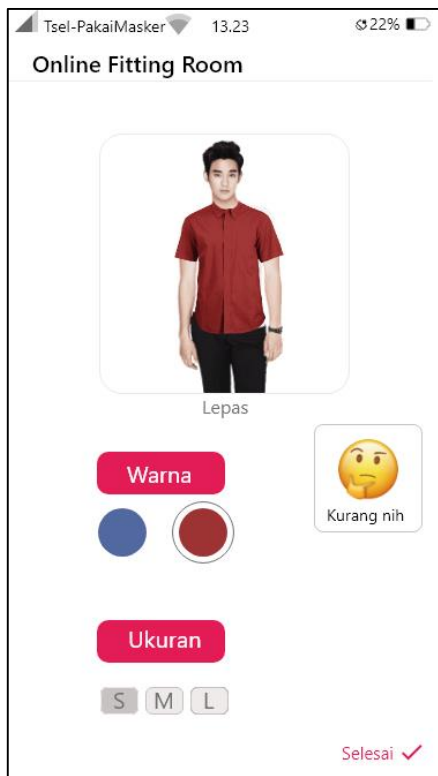 Tsel-PakaiMasker 13.23 22%
Online Fitting Room
Lepas
Warna
Kurang nih
Ukuran
S M L
Selesai